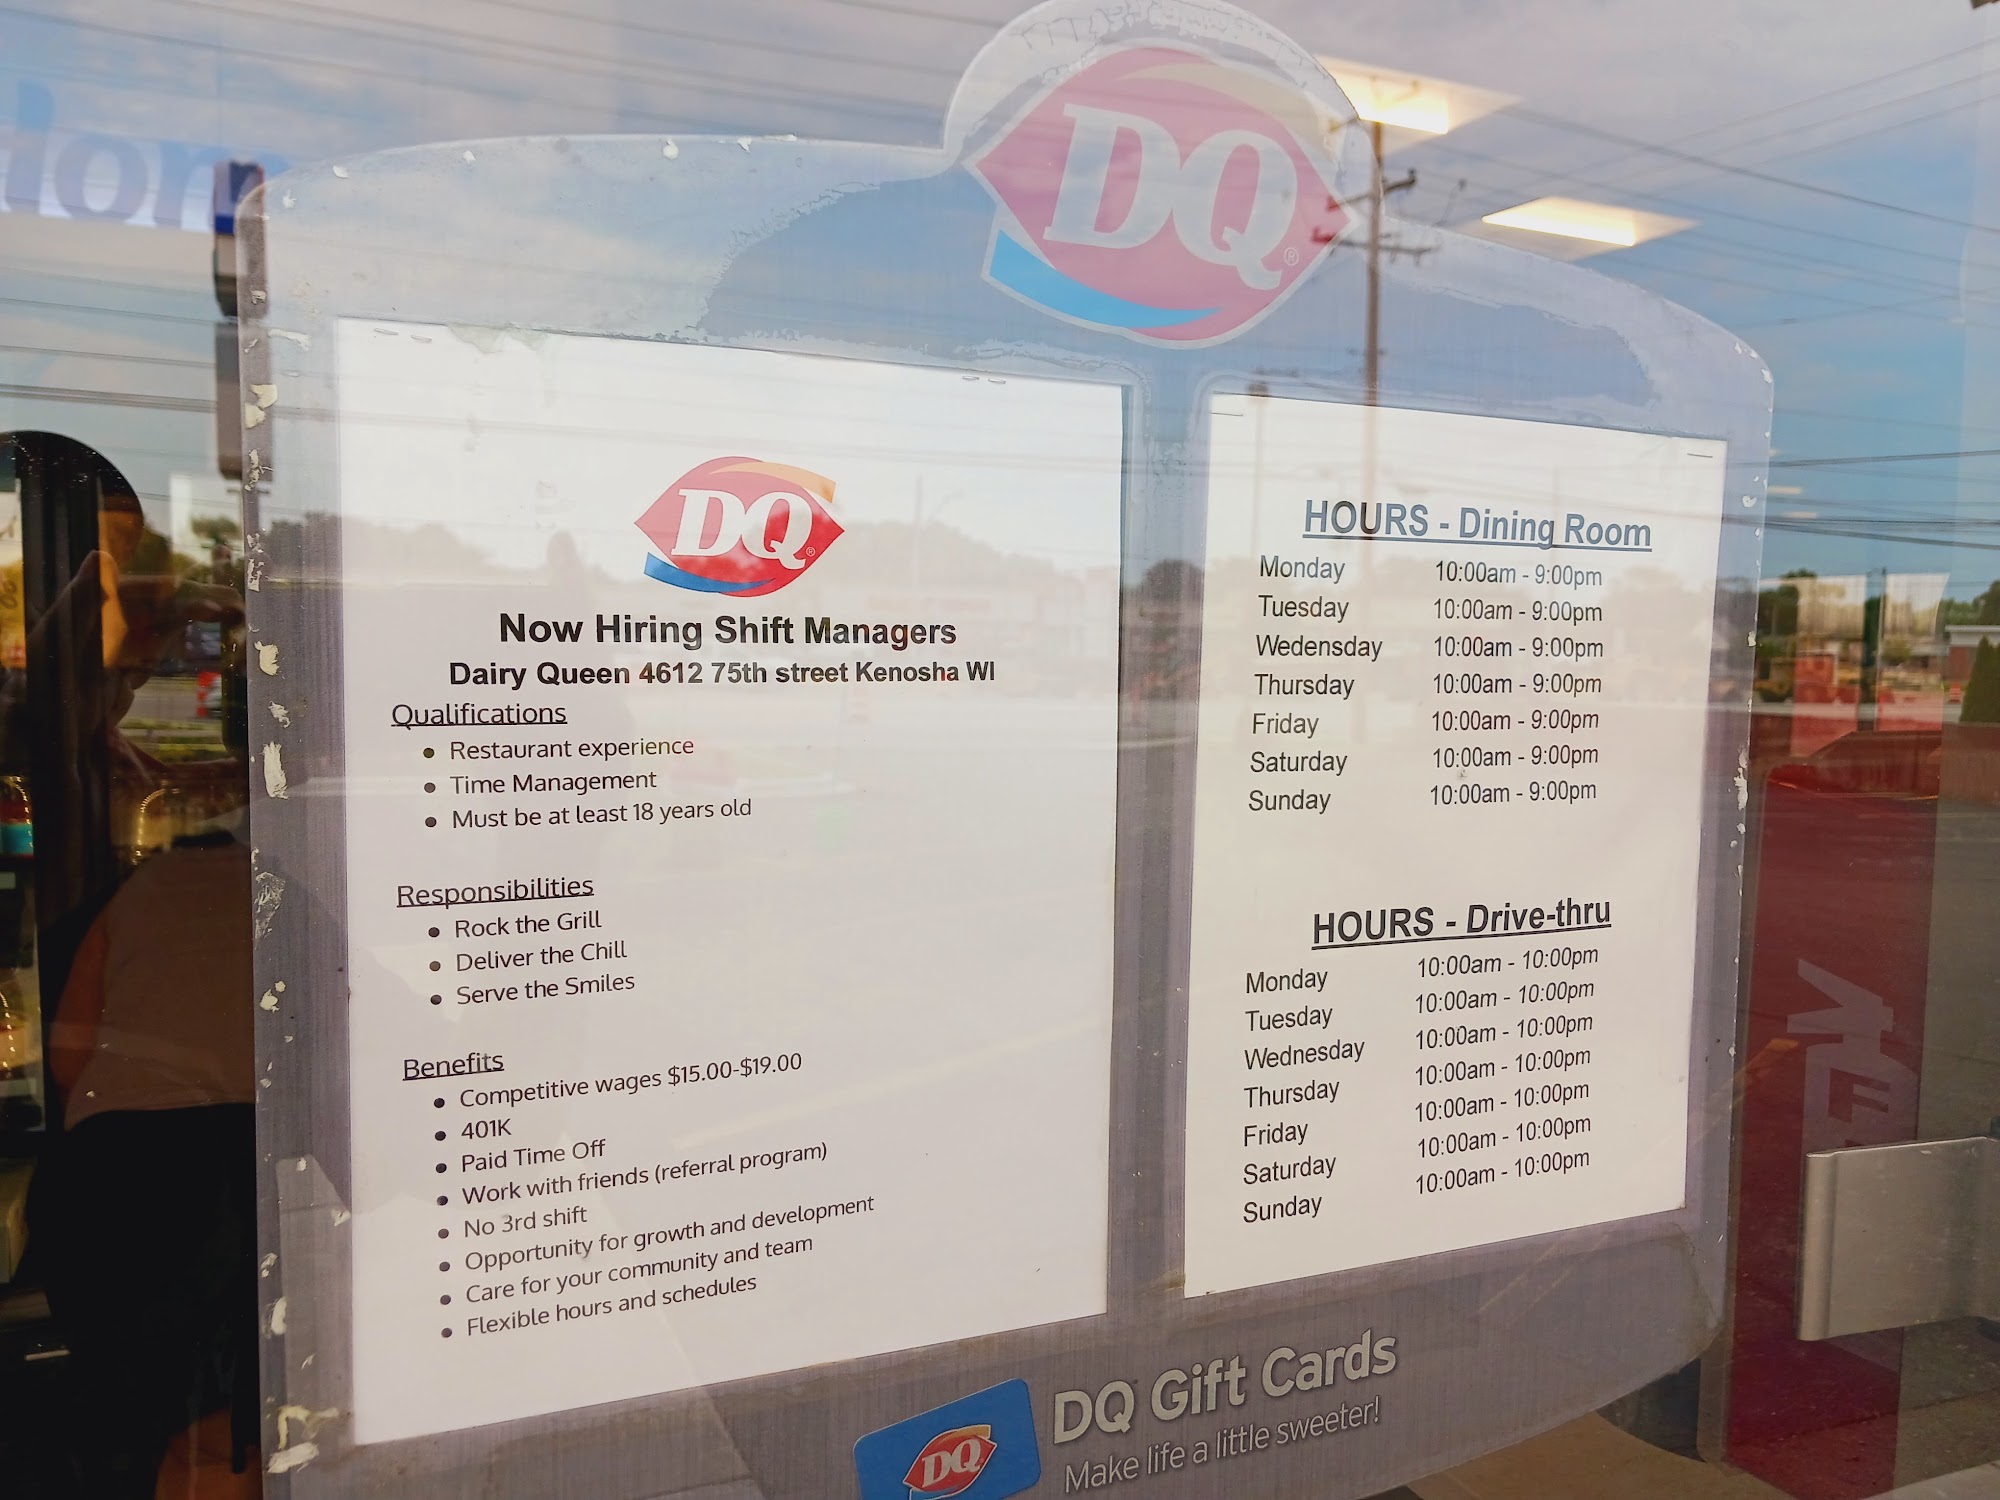 DQ®
DQ®
Now Hiring Shift Managers
Dairy Queen 4612 75th street Kenosha WI
Qualifications
Restaurant experience
Time Management
Must be at least 18 years old
Responsibilities
Rock the Grill
Deliver the Chill
Serve the Smiles
Benefits
Competitive wages $15.00-$19.00
401K
Paid Time Off
Work with friends (referral program)
No 3rd shift
Opportunity for growth and development
Care for your community and team
Flexible hours and schedules
HOURS - Dining Room
Monday 10:00am - 9:00pm
Tuesday 10:00am - 9:00pm
Wedensday 10:00am - 9:00pm
Thursday 10:00am - 9:00pm
Friday 10:00am - 9:00pm
Saturday 10:00am - 9:00pm
Sunday 10:00am - 9:00pm
HOURS - Drive-thru
Monday 10:00am - 10:00pm
Tuesday 10:00am - 10:00pm
Wednesday 10:00am - 10:00pm
Thursday 10:00am - 10:00pm
Friday 10:00am - 10:00pm
Saturday 10:00am - 10:00pm
Sunday 10:00am - 10:00pm
DQ
DQ Gift Cards
Make life a little sweeter!